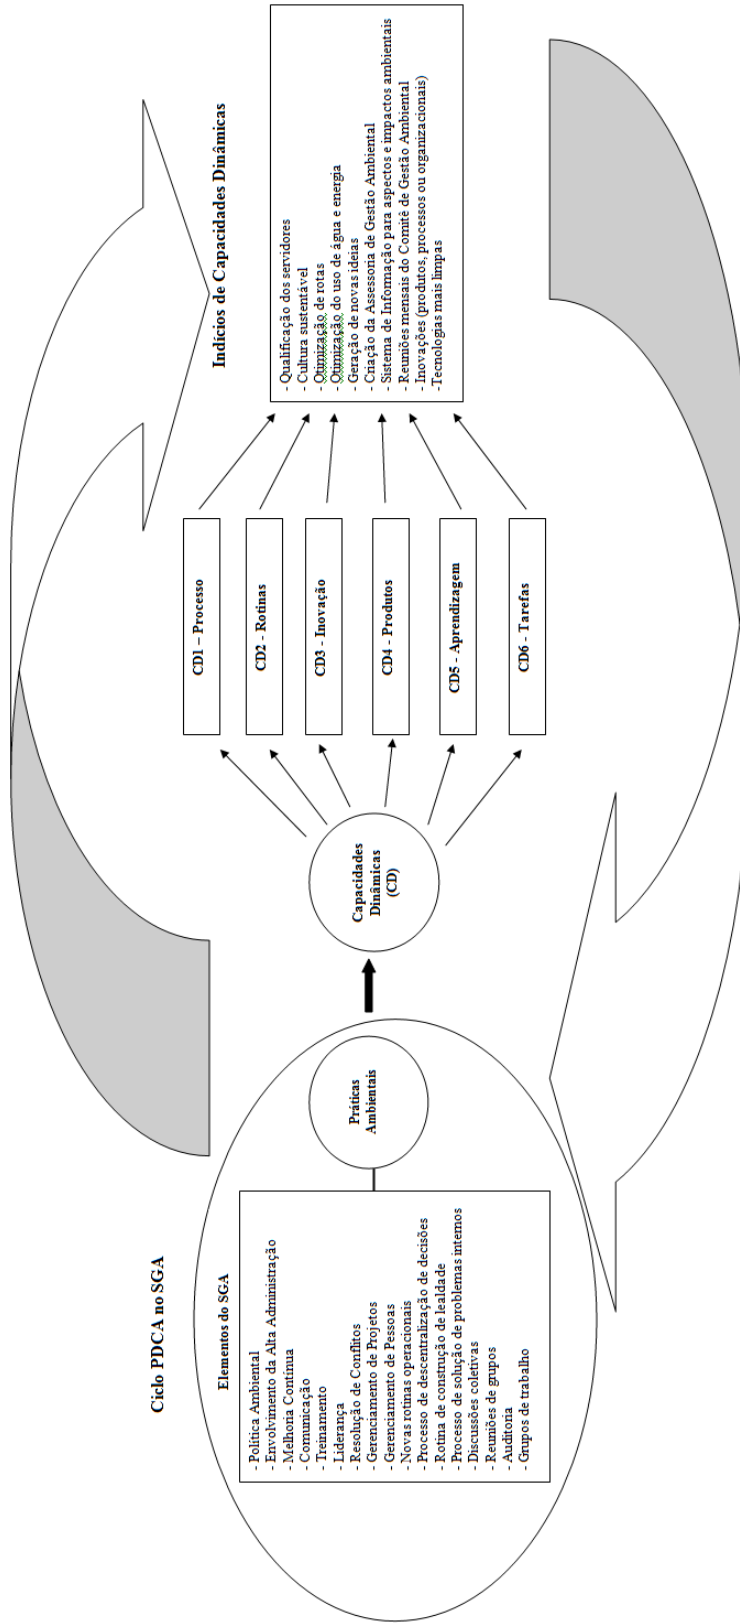 Ciclo PDCA no SGA
Elementos do SGA
- Política Ambiental
- Envolvimento da Alta Administração
- Melhoria Contínua
- Comunicação
- Treinamento
- Liderança
- Resolução de Conflitos
- Gerenciamento de Projetos
- Gerenciamento de Pessoas
- Novas rotinas operacionais
- Processo de descentralização de decisões
- Rotina de construção de lealdade
- Processo de solução de problemas internos
- Discussões coletivas
- Reuniões de grupos
- Auditoria
- Grupos de trabalho
Práticas
Ambientais
Capacidades
Dinâmicas
(CD)
CD1 – Processo
CD2 - Rotinas
CD3 - Inovação
CD4 - Produtos
CD5 - Aprendizagem
CD6 - Tarefas
Indícios de Capacidades Dinâmicas
- Qualificação dos servidores
- Cultura sustentável
- Otimização de rotas
- Otimização do uso de água e energia
- Geração de novas ideias
- Criação da Assessoria de Gestão Ambiental
- Sistema de Informação para aspectos e impactos ambientais
- Reuniões mensais do Comitê de Gestão Ambiental
- Inovações (produtos, processos ou organizacionais)
- Tecnologias mais limpas